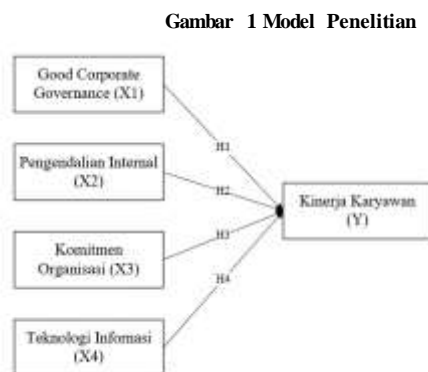 Gambar 1 Model Penelitian
Good Corporate
Governance (X1)
H1
Pengendalian Internal
(X2)
H2
Kinerja Karyawan
(Y)
Komitmen
Organisasi (X3)
H3
H4
Teknologi Infomasi
(X4)